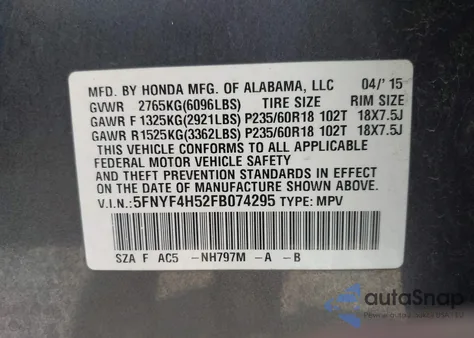 MFD. BY HONDA MFG. OF ALABAMA, LLC 04/'15
GVWR 2765KG(6096LBS) TIRE SIZE RIM SIZE
GAWR F 1325KG(2921LBS) P235/60R18 102T 18X7.5J
GAWR R1525KG(3362LBS) P235/60R18 102T 18X7.5J
THIS VEHICLE CONFORMS TO ALL APPLICABLE
FEDERAL MOTOR VEHICLE SAFETY
AND THEFT PREVENTION STANDARDS IN
EFFECT ON THE DATE OF MANUFACTURE
SHOWN ABOVE.
V.I.N.:5FNYF4H52FB074295 TYPE: MPV
SZA F AC5 -NH797M -A -B
autoSnap